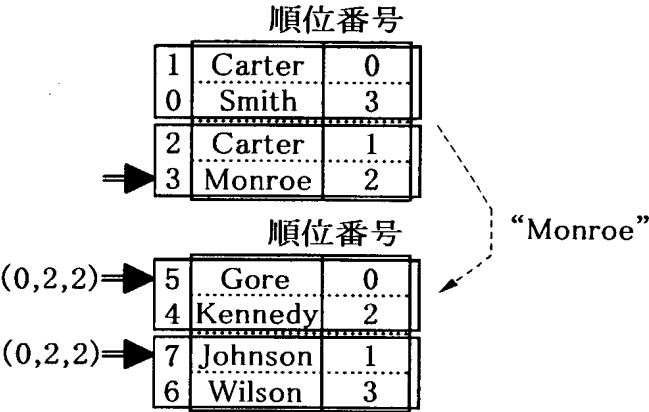 順位番号
1 Carter 0
0 Smith 3
2 Carter 1
3 Monroe 2
“Monroe”
順位番号
(0,2,2) 5 Gore 0
4 Kennedy 2
(0,2,2) 7 Johnson 1
6 Wilson 3